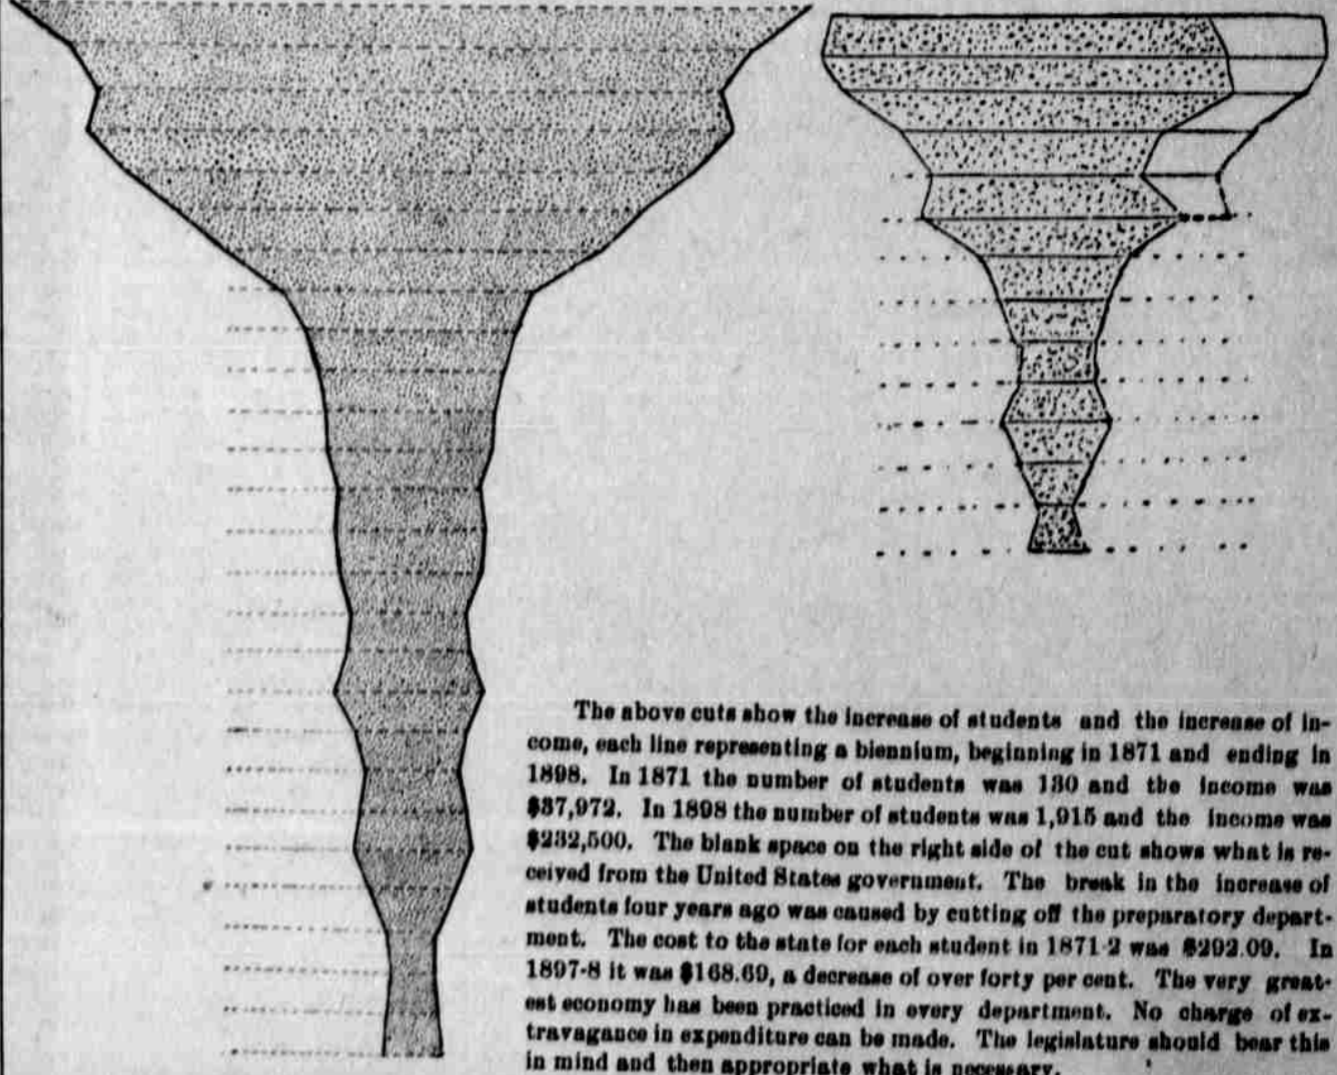 The above cuts show the increase of students and the increase of in-
come, each line representing a biennium, beginning in 1871 and ending in
1898. In 1871 the number of students was 130 and the income was
$37,972. In 1898 the number of students was 1,915 and the income was
$232,500. The blank space on the right side of the cut shows what is re-
ceived from the United States government. The break in the increase of
students four years ago was caused by cutting off the preparatory depart-
ment. The cost to the state for each student in 1871-2 was $292.09. In
1897-8 it was $168.69, a decrease of over forty per cent. The very great-
est economy has been practiced in every department. No charge of ex-
travagance in expenditure can be made. The legislature should bear this
in mind and then appropriate what is necessary.